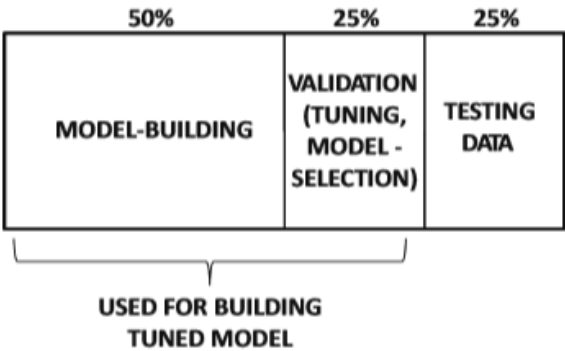 50% 25% 25%
MODEL-BUILDING
VALIDATION
(TUNING,
MODEL -
SELECTION)
TESTING
DATA
USED FOR BUILDING
TUNED MODEL